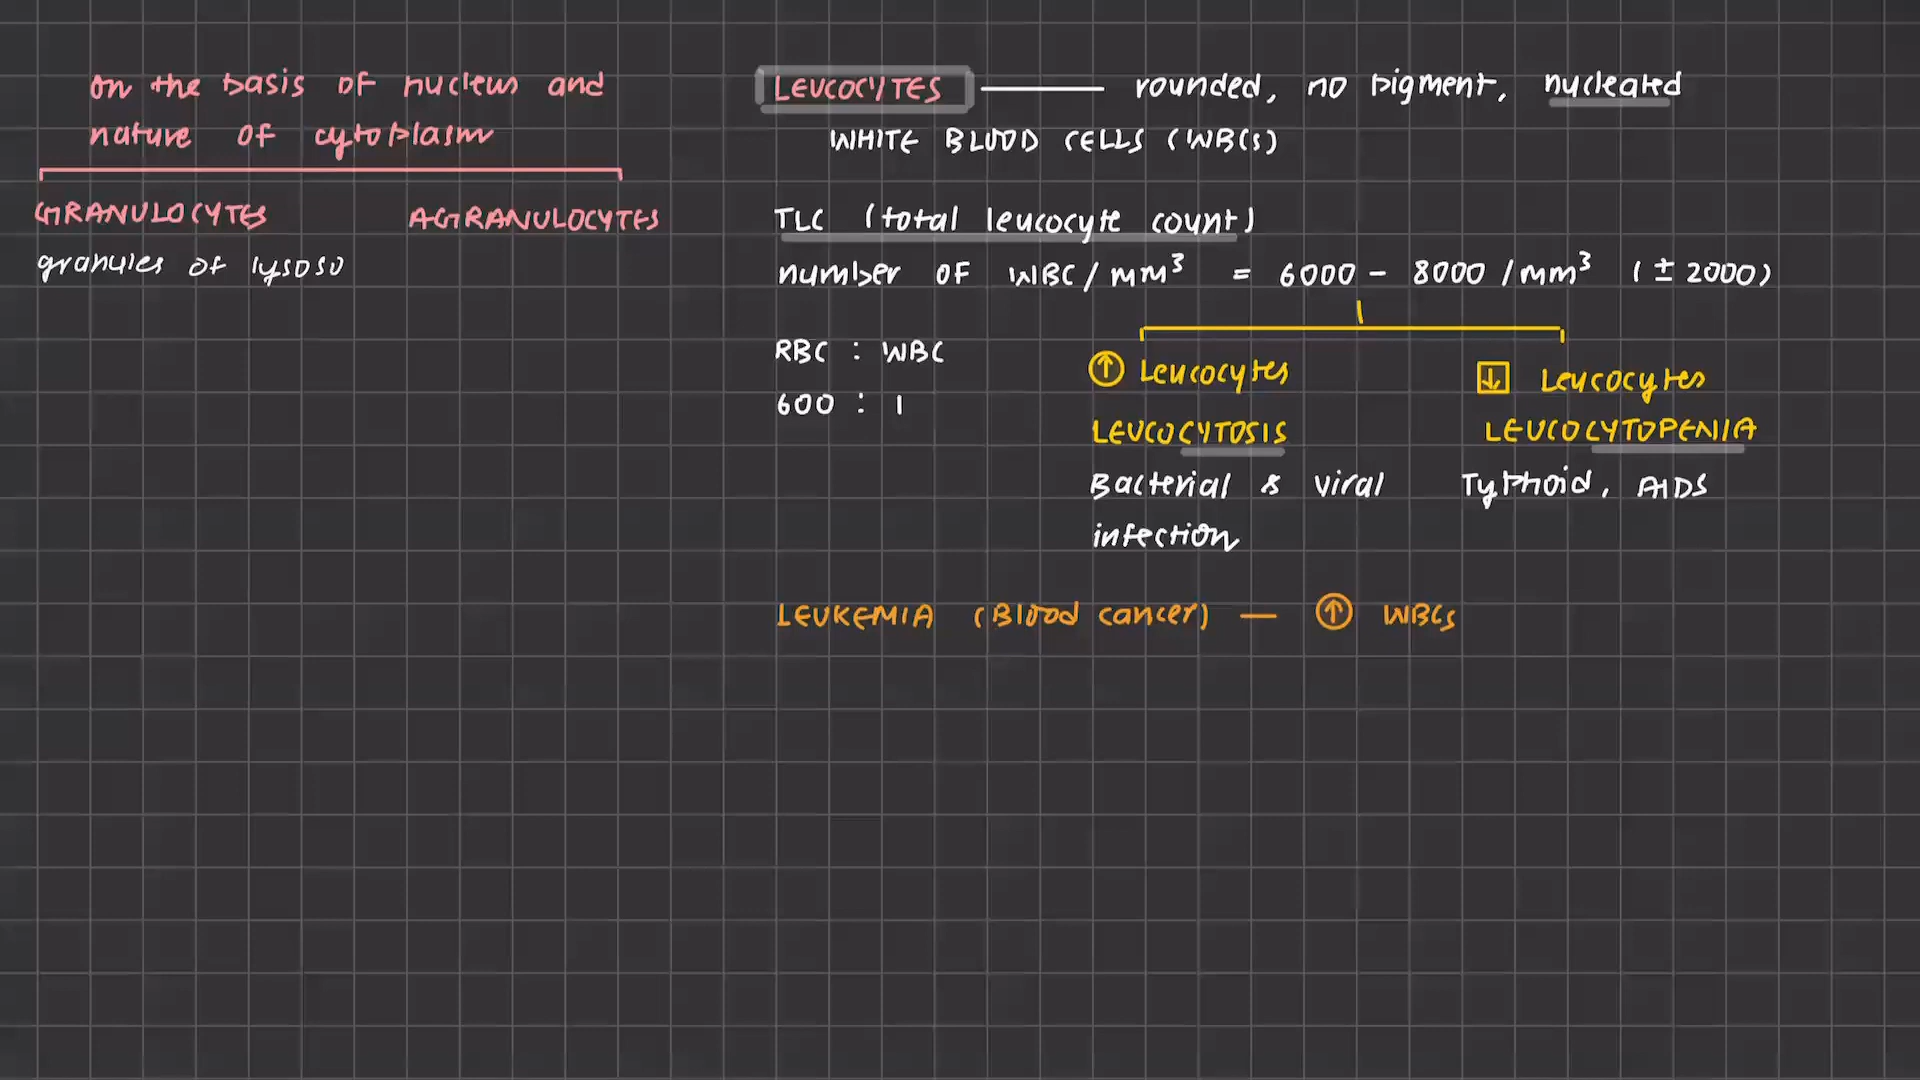 on the basis of nucleus and
nature of cytoplasm
GRANULOCYTES AGRANULOCYTES
granules of lysoso
LEUCOCYTES — rounded, no pigment, nucleated
WHITE BLOOD CELLS (WBCs)
TLC (total leucocyte count)
number of WBC/mm³ = 6000 - 8000 /mm³ (± 2000)
RBC : WBC
600 : 1
↑ Leucocytes
LEUCOCYTOSIS
Bacterial & viral
infection
↓ Leucocytes
LEUCOCYTOPENIA
Typhoid, AIDS
LEUKEMIA (Blood cancer) — ↑ WBCs